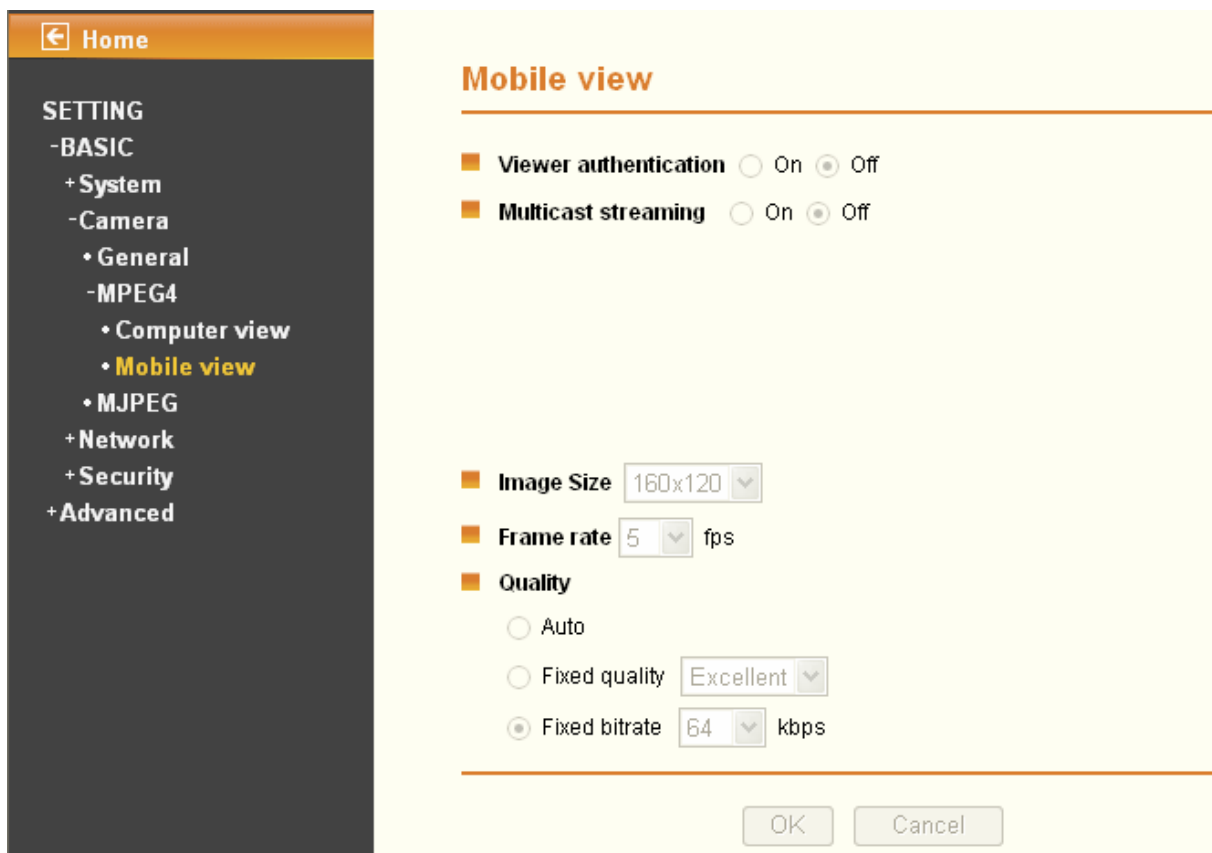 Home
SETTING
-BASIC
+System
-Camera
•General
-MPEG4
•Computer view
•Mobile view
•MJPEG
+Network
+Security
+Advanced
Mobile view
Viewer authentication On Off
Multicast streaming On Off
Image Size 160x120
Frame rate 5 fps
Quality
Auto
Fixed quality Excellent
Fixed bitrate 64 kbps
OK Cancel